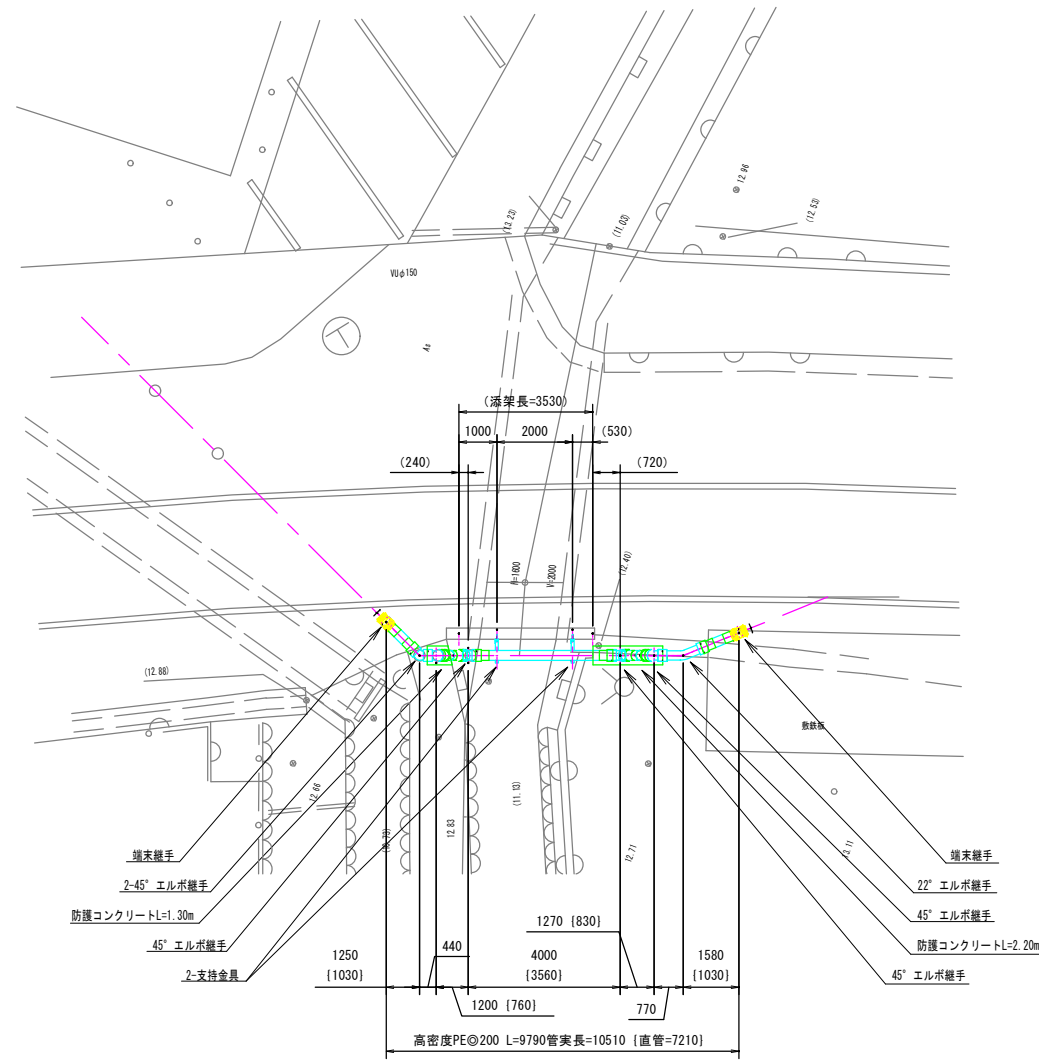 12.96
(12.53)
(13.23)
(11.03)
VUφ150
As
(添架長=3530)
1000
2000
(530)
(240)
(720)
H=1600
V=2000
(12.40)
(12.88)
敷鉄板
12.66
12.83
(11.13)
12.71
13.11
端末継手
端末継手
2-45° エルボ継手
22° エルボ継手
防護コンクリートL=1.30m
45° エルボ継手
45° エルボ継手
防護コンクリートL=2.20m
2-支持金具
45° エルボ継手
1270 {830}
1250
{1030}
440
4000
{3560}
1580
{1030}
1200 {760}
770
高密度PE◎200 L=9790管実長=10510 {直管=7210}